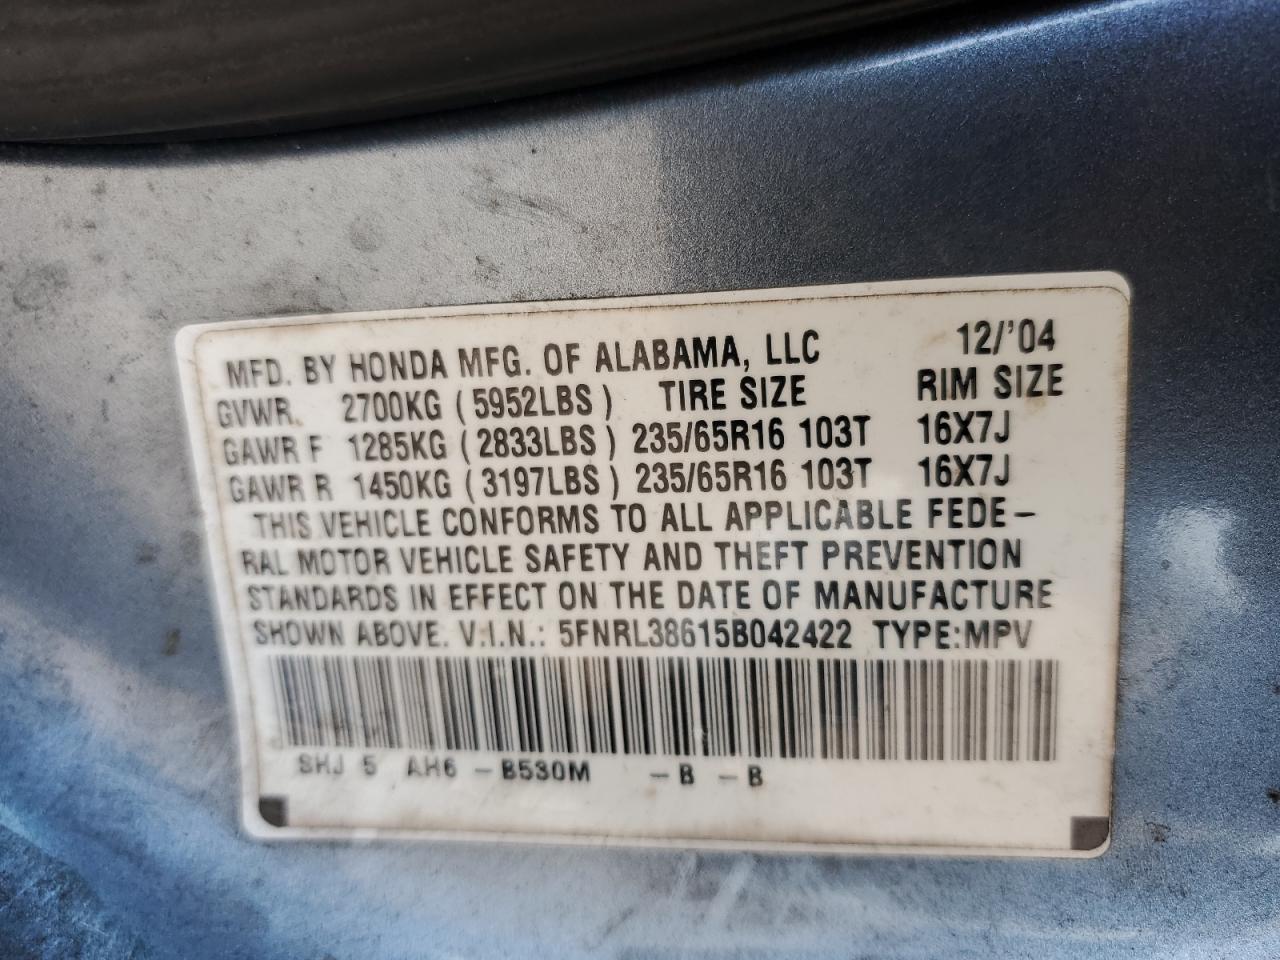 MFD. BY HONDA MFG. OF ALABAMA, LLC 12/'04
GVWR. 2700KG (5952LBS) TIRE SIZE RIM SIZE
GAWR F 1285KG (2833LBS) 235/65R16 103T 16X7J
GAWR R 1450KG (3197LBS) 235/65R16 103T 16X7J
THIS VEHICLE CONFORMS TO ALL APPLICABLE FEDE-
RAL MOTOR VEHICLE SAFETY AND THEFT PREVENTION
STANDARDS IN EFFECT ON THE DATE OF MANUFACTURE
SHOWN ABOVE. V.I.N.: 5FNRL38615B042422 TYPE:MPV
SHJ 5 AH6 -B530M -B -B